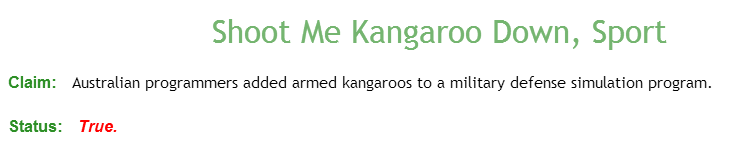 Shoot Me Kangaroo Down, Sport
Claim: Australian programmers added armed kangaroos to a military defense simulation program.
Status: True.